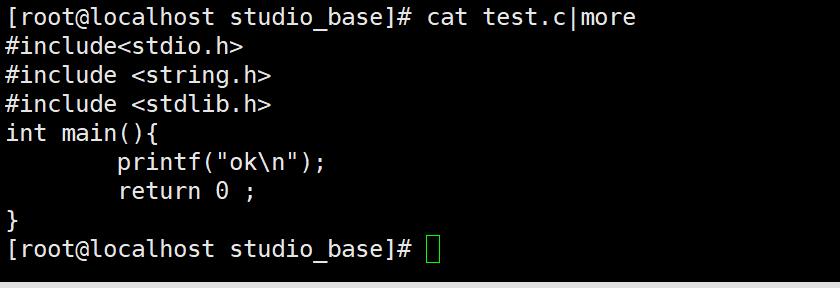 [root@localhost studio_base]# cat test.c|more
#include<stdio.h>
#include <string.h>
#include <stdlib.h>
int main(){
        printf("ok\n");
        return 0 ;
}
[root@localhost studio_base]#